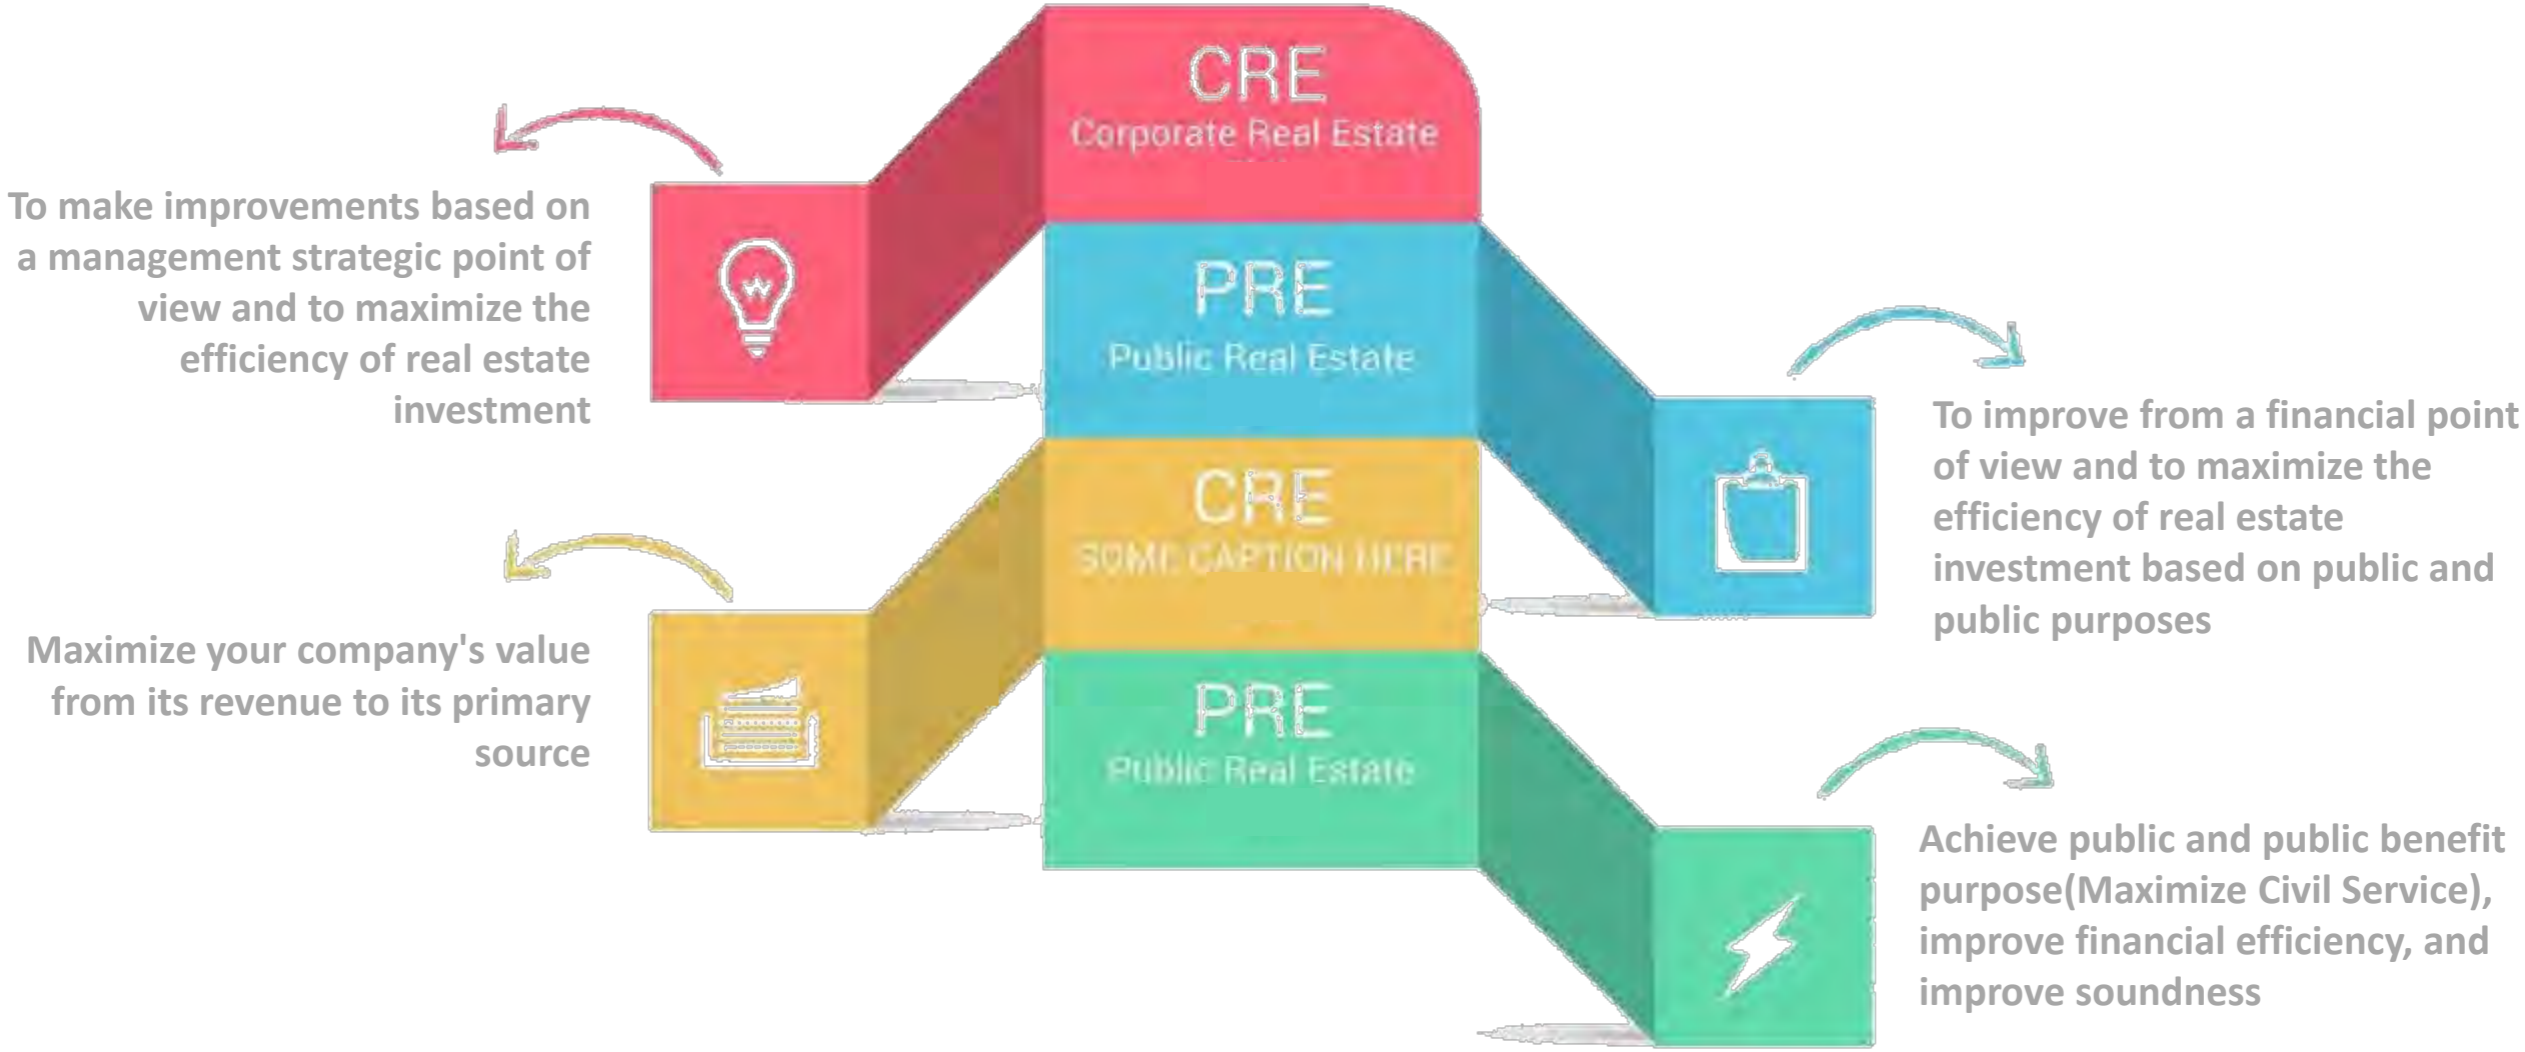 CRE
Corporate Real Estate
To make improvements based on
a management strategic point of
view and to maximize the
efficiency of real estate
investment
PRE
Public Real Estate
To improve from a financial point
of view and to maximize the
efficiency of real estate
investment based on public and
public purposes
CRE
SOME CAPTION HERE
Maximize your company's value
from its revenue to its primary
source
PRE
Public Real Estate
Achieve public and public benefit
purpose(Maximize Civil Service),
improve financial efficiency, and
improve soundness